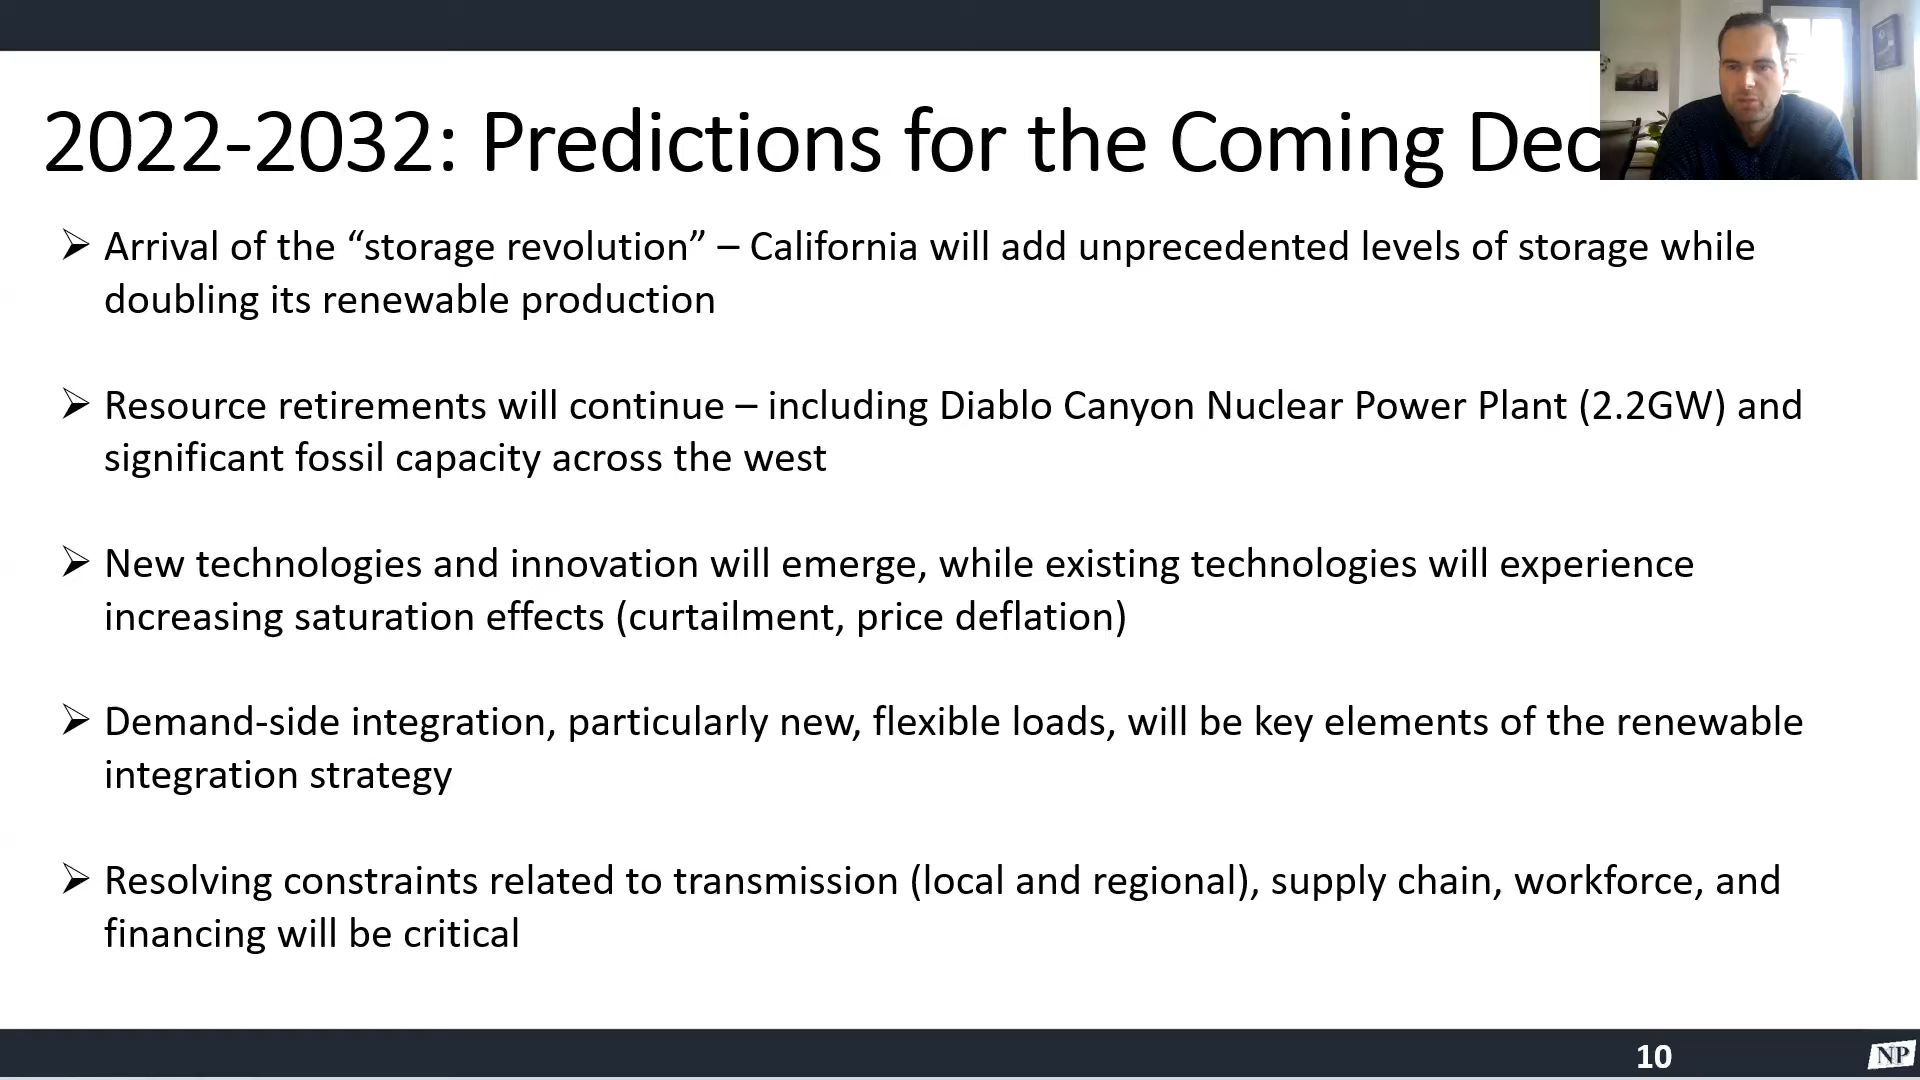 2022-2032: Predictions for the Coming Dec
➢ Arrival of the “storage revolution” – California will add unprecedented levels of storage while
doubling its renewable production
➢ Resource retirements will continue – including Diablo Canyon Nuclear Power Plant (2.2GW) and
significant fossil capacity across the west
➢ New technologies and innovation will emerge, while existing technologies will experience
increasing saturation effects (curtailment, price deflation)
➢ Demand-side integration, particularly new, flexible loads, will be key elements of the renewable
integration strategy
➢ Resolving constraints related to transmission (local and regional), supply chain, workforce, and
financing will be critical
10
NP